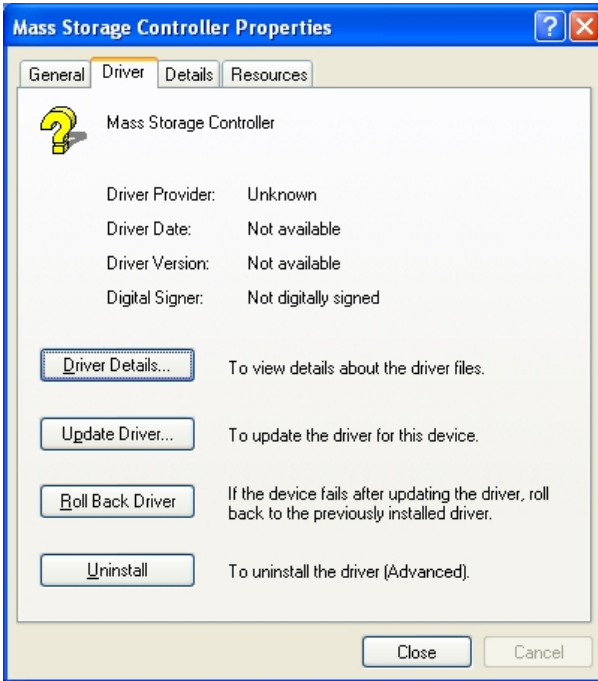 Mass Storage Controller Properties
General Driver Details Resources
Mass Storage Controller
Driver Provider: Unknown
Driver Date: Not available
Driver Version: Not available
Digital Signer: Not digitally signed
Driver Details... To view details about the driver files.
Update Driver... To update the driver for this device.
Roll Back Driver If the device fails after updating the driver, roll
back to the previously installed driver.
Uninstall To uninstall the driver (Advanced).
Close Cancel